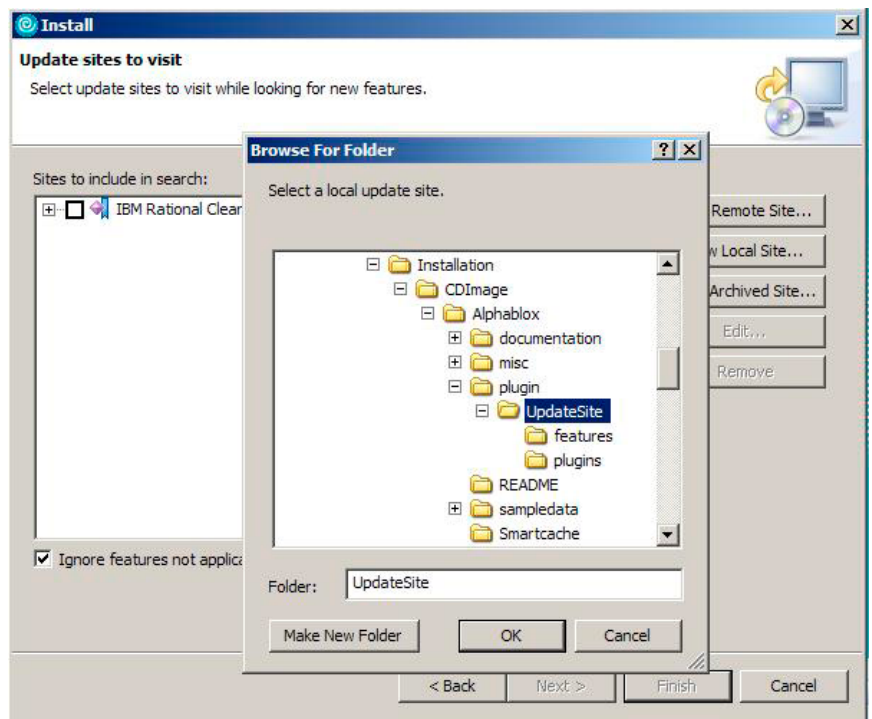 Install
Update sites to visit
Select update sites to visit while looking for new features.
Browse For Folder
Select a local update site.
Sites to include in search:
IBM Rational Clear
Installation
CDImage
Alphablox
documentation
misc
plugin
UpdateSite
features
plugins
README
sampledata
Smartcache
Remote Site...
w Local Site...
Archived Site...
Edit...
Remove
Ignore features not applica
Folder: UpdateSite
Make New Folder OK Cancel
< Back Next > Finish Cancel